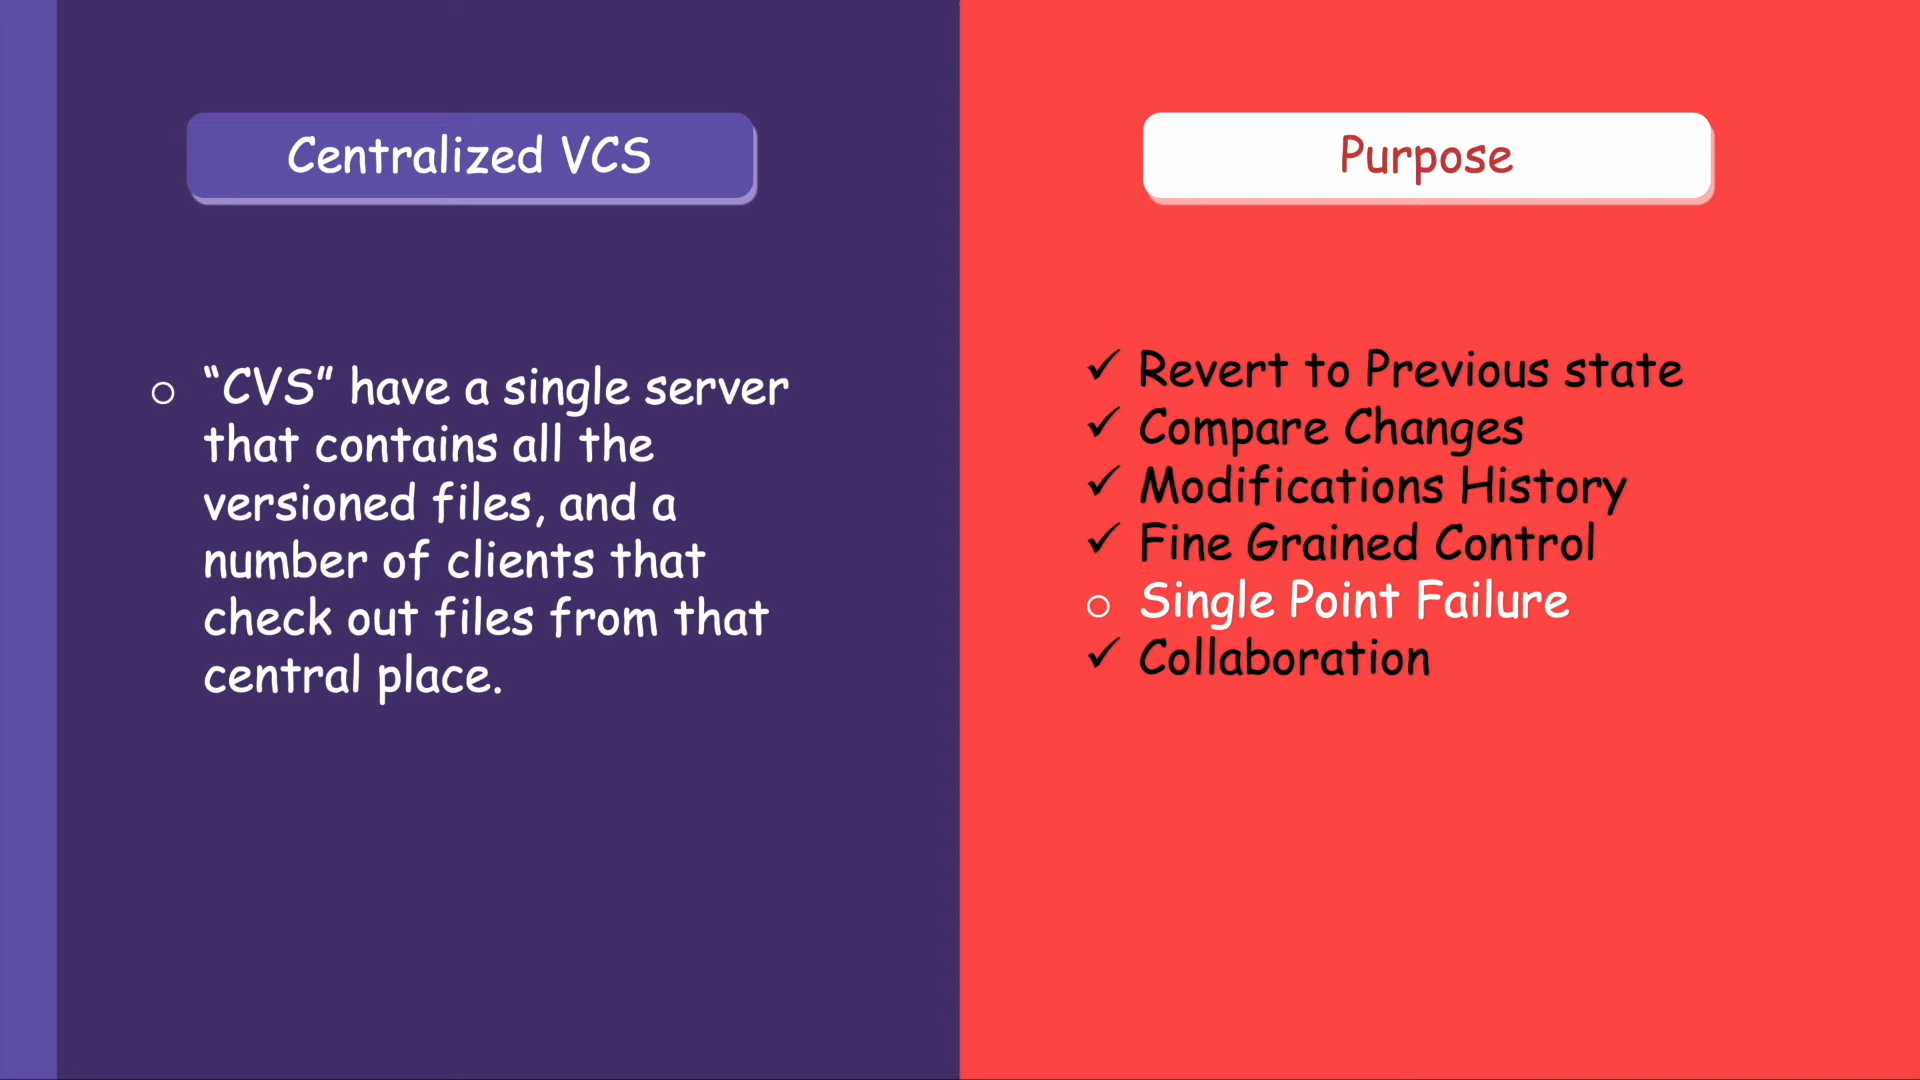 Centralized VCS
“CVS” have a single server
that contains all the
versioned files, and a
number of clients that
check out files from that
central place.
Purpose
✓ Revert to Previous state
✓ Compare Changes
✓ Modifications History
✓ Fine Grained Control
o Single Point Failure
✓ Collaboration